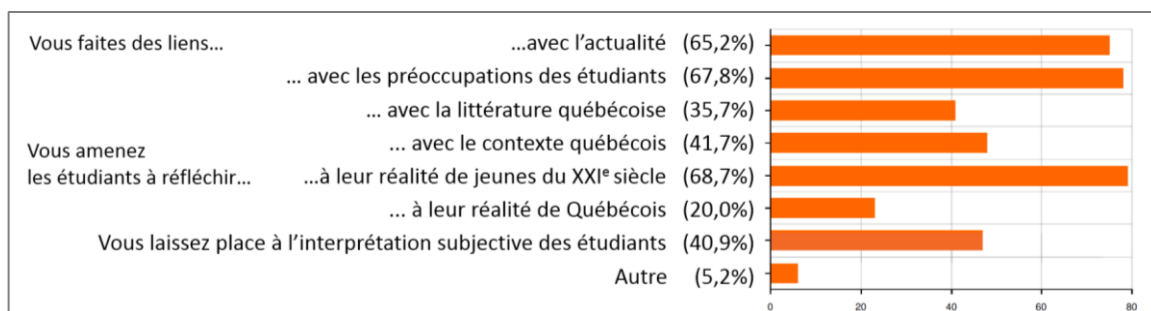 Vous faites des liens... ...avec l’actualité (65,2%)
... avec les préoccupations des étudiants (67,8%)
... avec la littérature québécoise (35,7%)
... avec le contexte québécois (41,7%)
Vous amenez
les étudiants à réfléchir... ...à leur réalité de jeunes du XXIᵉ siècle (68,7%)
... à leur réalité de Québécois (20,0%)
Vous laissez place à l’interprétation subjective des étudiants (40,9%)
Autre (5,2%)
0 20 40 60 80